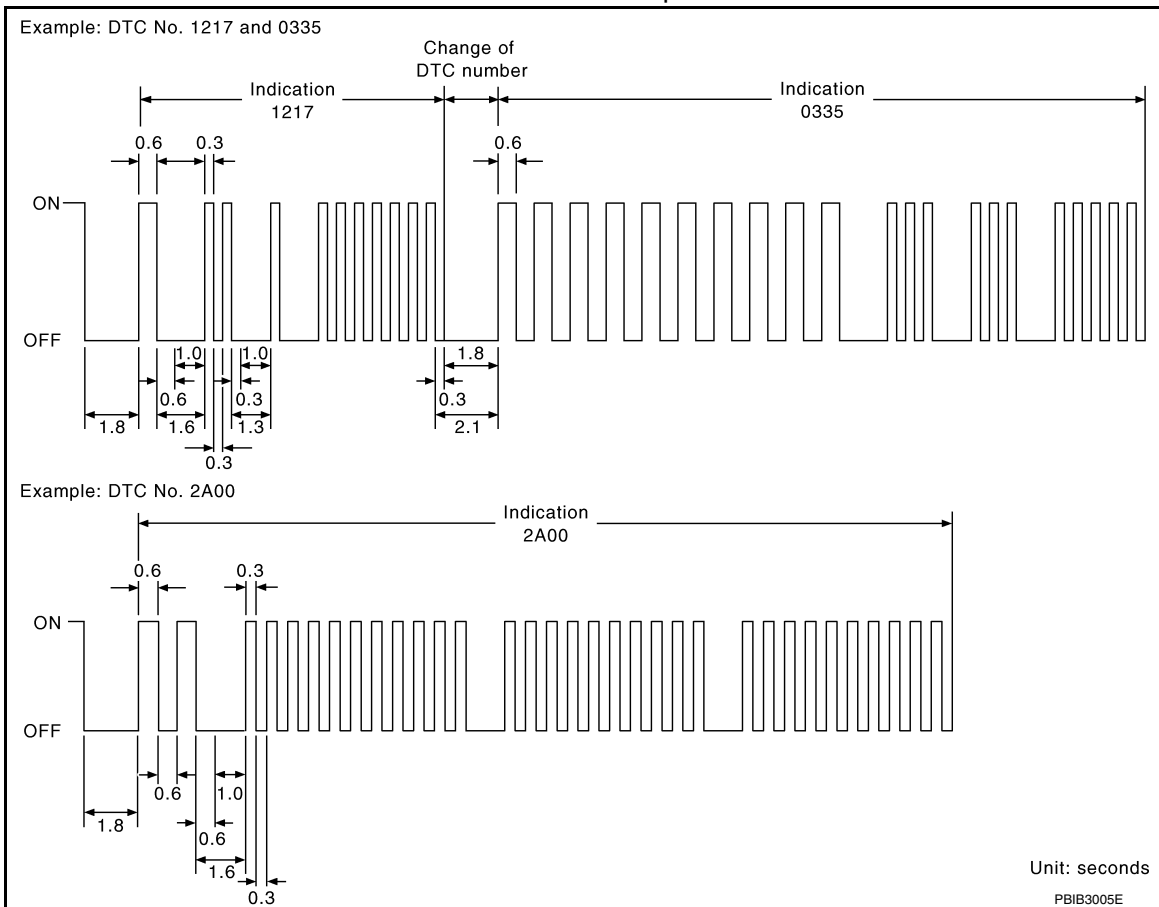 Example: DTC No. 1217 and 0335
Change of
DTC number
Indication
1217
Indication
0335
0.6
0.3
0.6
ON
OFF
1.0
1.0
1.8
0.6
0.3
0.3
1.8
1.6
1.3
2.1
0.3
Example: DTC No. 2A00
Indication
2A00
0.6
0.3
ON
OFF
0.6
1.0
1.8
0.6
1.6
0.3
Unit: seconds
PBIB3005E